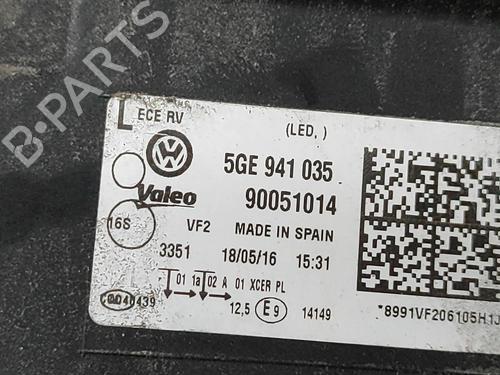 L ECE RV
(LED, )
5GE 941 035
Valeo 90051014
16S VF2 MADE IN SPAIN
3351 18/05/16 15:31
01 1a 02 A 01 XCER PL
C0040439 12,5 E9 14149
8991VF206105H1J
B-PARTS